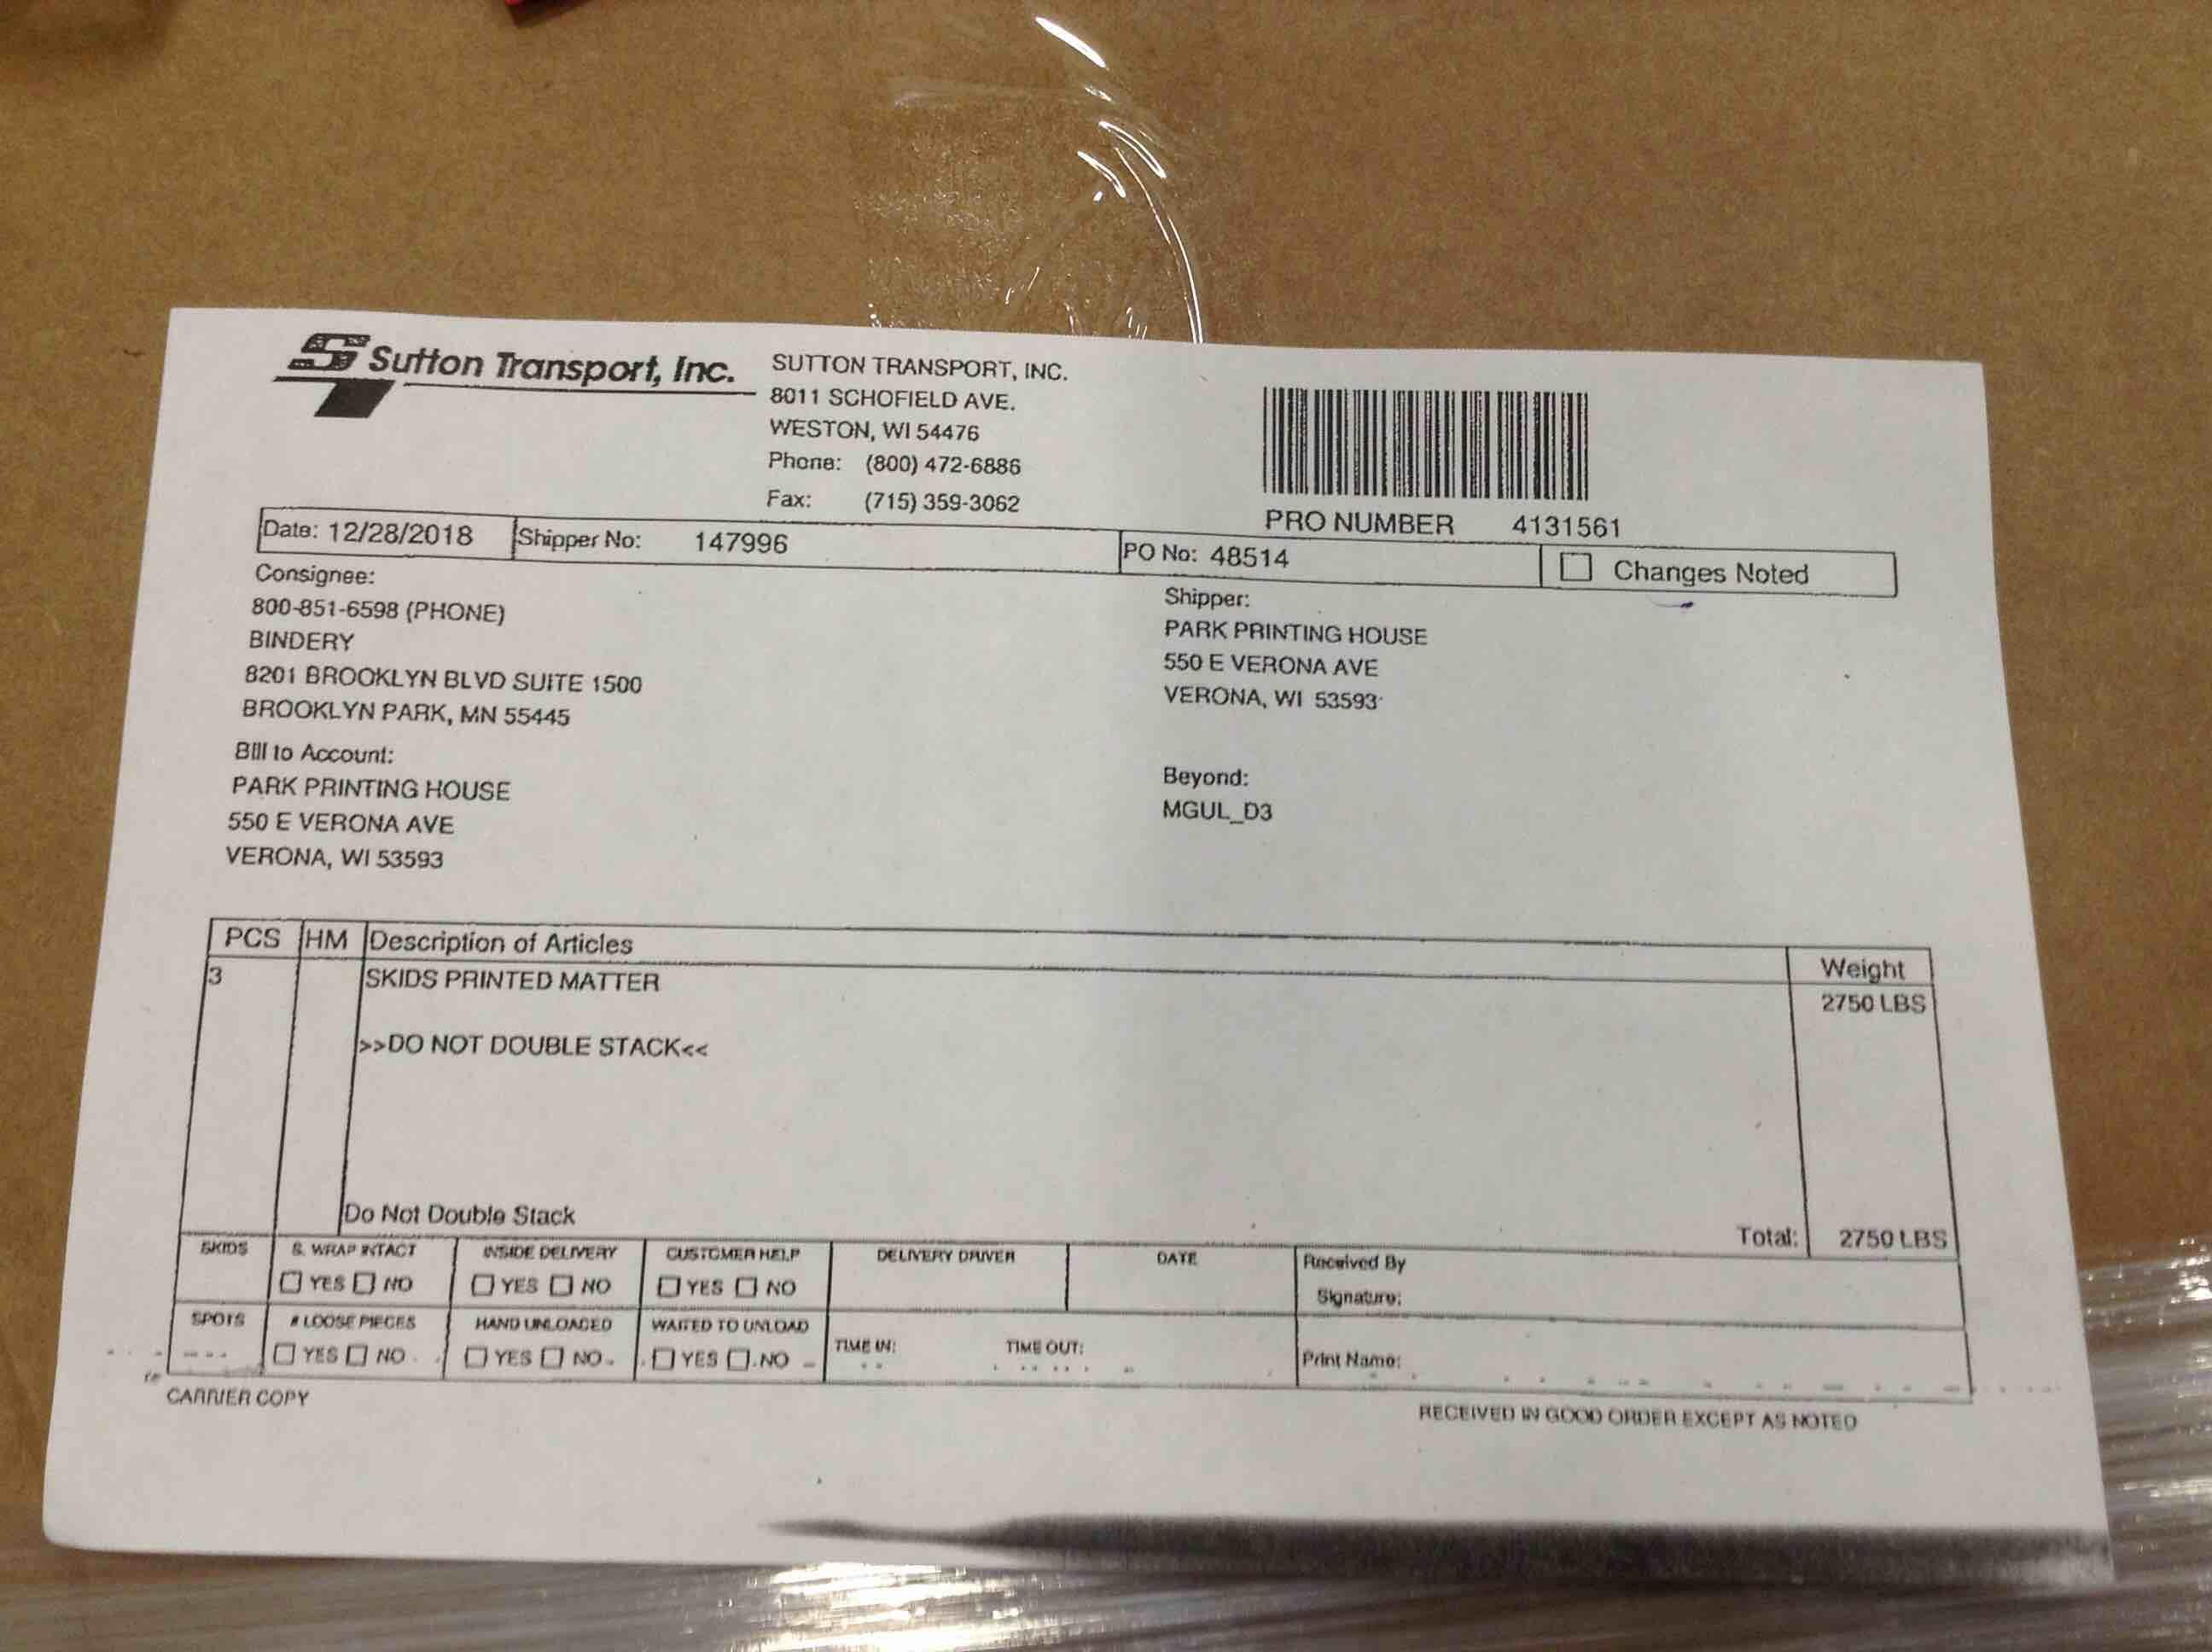 Sutton Transport, Inc.
SUTTON TRANSPORT, INC.
8011 SCHOFIELD AVE.
WESTON, WI 54476
Phone: (800) 472-6886
Fax: (715) 359-3062
PRO NUMBER 4131561
Date: 12/28/2018 Shipper No: 147996 PO No: 48514 Changes Noted
Consignee:
800-851-6598 (PHONE)
BINDERY
8201 BROOKLYN BLVD SUITE 1500
BROOKLYN PARK, MN 55445
Shipper:
PARK PRINTING HOUSE
550 E VERONA AVE
VERONA, WI 53593
Bill to Account:
PARK PRINTING HOUSE
550 E VERONA AVE
VERONA, WI 53593
Beyond:
MGUL_D3
PCS HM Description of Articles Weight
3 SKIDS PRINTED MATTER 2750 LBS
>>DO NOT DOUBLE STACK<<
Do Not Double Stack Total: 2750 LBS
SKIDS S. WRAP INTACT INSIDE DELIVERY CUSTOMER HELP DELIVERY DRIVER DATE Received By
YES NO YES NO YES NO Signature:
SPOTS # LOOSE PIECES HAND UNLOADED WAITED TO UNLOAD TIME IN: TIME OUT:
YES NO YES NO YES NO Print Name:
CARRIER COPY
RECEIVED IN GOOD ORDER EXCEPT AS NOTED